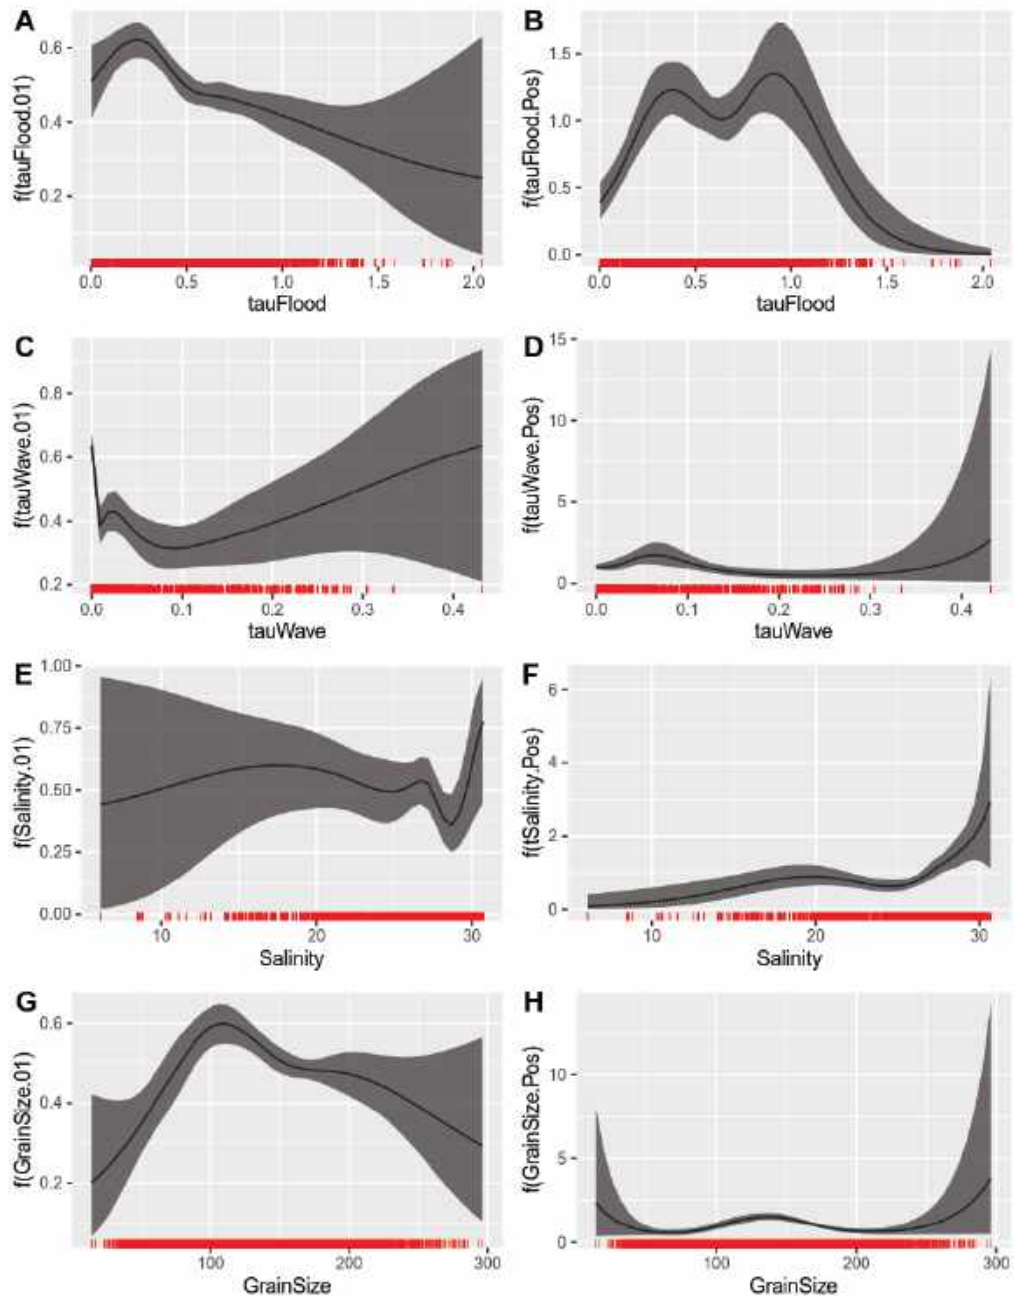 A
f(tauFlood.01)
0.6
0.4
0.2
0.0 0.5 1.0 1.5 2.0
tauFlood
B
f(tauFlood.Pos)
1.5
1.0
0.5
0.0
0.0 0.5 1.0 1.5 2.0
tauFlood
C
f(tauWave.01)
0.8
0.6
0.4
0.2
0.0 0.1 0.2 0.3 0.4
tauWave
D
f(tauWave.Pos)
15
10
5
0
0.0 0.1 0.2 0.3 0.4
tauWave
E
f(Salinity.01)
1.00
0.75
0.50
0.25
0.00
10 20 30
Salinity
F
f(tSalinity.Pos)
6
4
2
0
10 20 30
Salinity
G
f(GrainSize.01)
0.6
0.4
0.2
100 200 300
GrainSize
H
f(GrainSize.Pos)
10
5
0
100 200 300
GrainSize